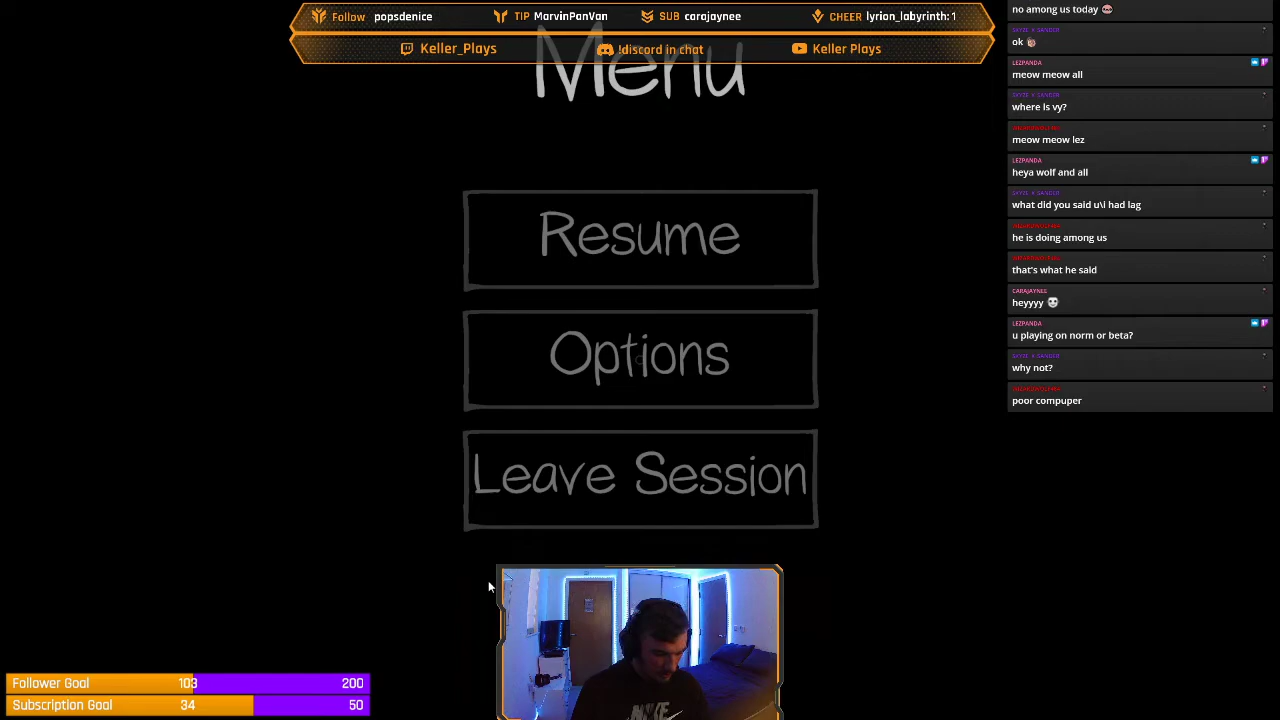 Follow popsdenice TIP MarvinPanVan SUB carajaynee CHEER lyrion_labyrinth: 1
Keller_Plays !discord in chat Keller Plays
Menu
Resume
Options
Leave Session
no among us today
ok
LEZPANDA
meow meow all
where is vy?
meow meow lez
LEZPANDA
heya wolf and all
what did you said u\i had lag
he is doing among us
that's what he said
CARAJAYNEE
heyyyy
LEZPANDA
u playing on norm or beta?
why not?
poor compuper
Follower Goal 103 200
Subscription Goal 34 50